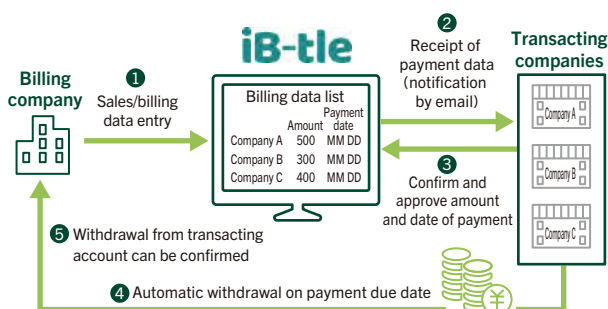 iB-tle
Billing
company
1
Sales/billing
data entry
Billing data list
Amount Payment date
Company A 500 MM DD
Company B 300 MM DD
Company C 400 MM DD
2
Receipt of
payment data
(notification
by email)
Transacting
companies
Company A
Company B
Company C
3
Confirm and
approve amount
and date of payment
4 Automatic withdrawal on payment due date
¥
5 Withdrawal from transacting
account can be confirmed